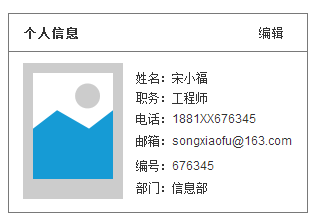 个人信息 编辑
姓名：宋小福
职务：工程师
电话：1881XX676345
邮箱：songxiaofu@163.com
编号：676345
部门：信息部